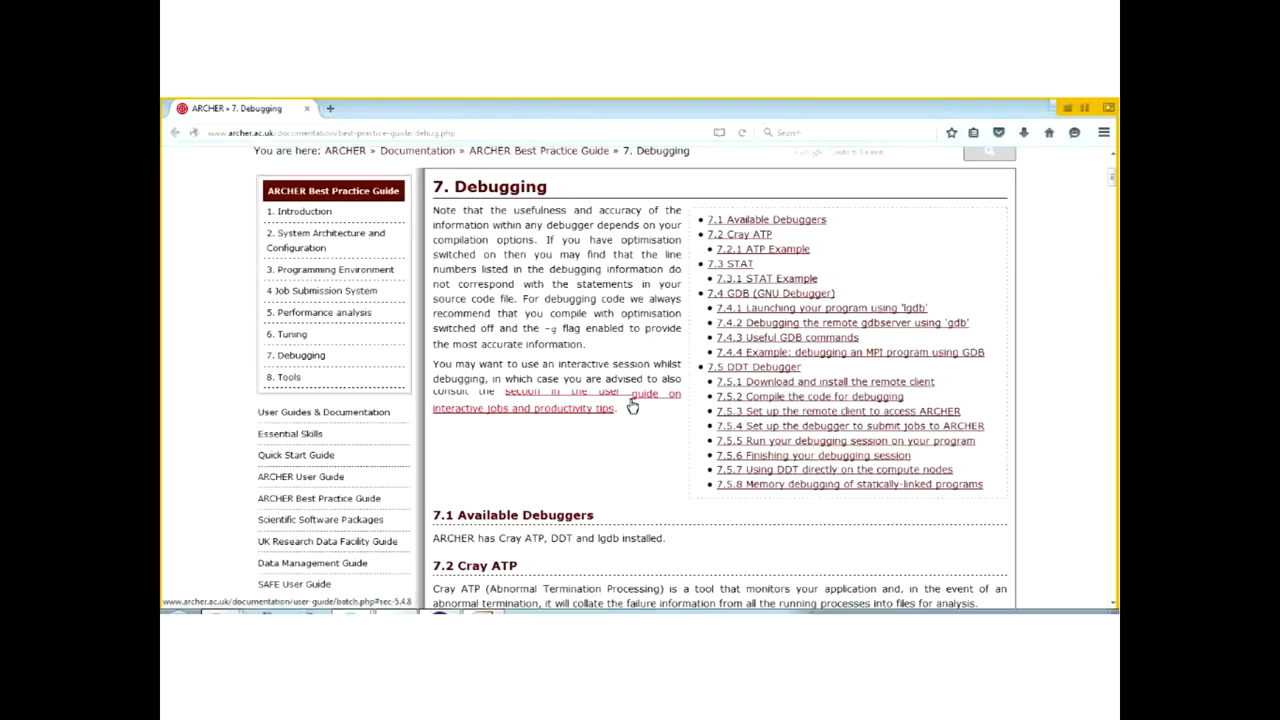 ARCHER » 7. Debugging
www.archer.ac.uk/documentation/best-practice-guide/debug.php
Search
You are here: ARCHER » Documentation » ARCHER Best Practice Guide » 7. Debugging
ARCHER Best Practice Guide
1. Introduction
2. System Architecture and
Configuration
3. Programming Environment
4 Job Submission System
5. Performance analysis
6. Tuning
7. Debugging
8. Tools
User Guides & Documentation
Essential Skills
Quick Start Guide
ARCHER User Guide
ARCHER Best Practice Guide
Scientific Software Packages
UK Research Data Facility Guide
Data Management Guide
SAFE User Guide
www.archer.ac.uk/documentation/user-guide/batch.php#sec-5.4.8
7. Debugging
Note that the usefulness and accuracy of the
information within any debugger depends on your
compilation options. If you have optimisation
switched on then you may find that the line
numbers listed in the debugging information do
not correspond with the statements in your
source code file. For debugging code we always
recommend that you compile with optimisation
switched off and the -g flag enabled to provide
the most accurate information.
You may want to use an interactive session whilst
debugging, in which case you are advised to also
consult the section in the user guide on
interactive jobs and productivity tips.
7.1 Available Debuggers
7.2 Cray ATP
7.2.1 ATP Example
7.3 STAT
7.3.1 STAT Example
7.4 GDB (GNU Debugger)
7.4.1 Launching your program using 'lgdb'
7.4.2 Debugging the remote gdbserver using 'gdb'
7.4.3 Useful GDB commands
7.4.4 Example: debugging an MPI program using GDB
7.5 DDT Debugger
7.5.1 Download and install the remote client
7.5.2 Compile the code for debugging
7.5.3 Set up the remote client to access ARCHER
7.5.4 Set up the debugger to submit jobs to ARCHER
7.5.5 Run your debugging session on your program
7.5.6 Finishing your debugging session
7.5.7 Using DDT directly on the compute nodes
7.5.8 Memory debugging of statically-linked programs
7.1 Available Debuggers
ARCHER has Cray ATP, DDT and lgdb installed.
7.2 Cray ATP
Cray ATP (Abnormal Termination Processing) is a tool that monitors your application and, in the event of an
abnormal termination, it will collate the failure information from all the running processes into files for analysis.